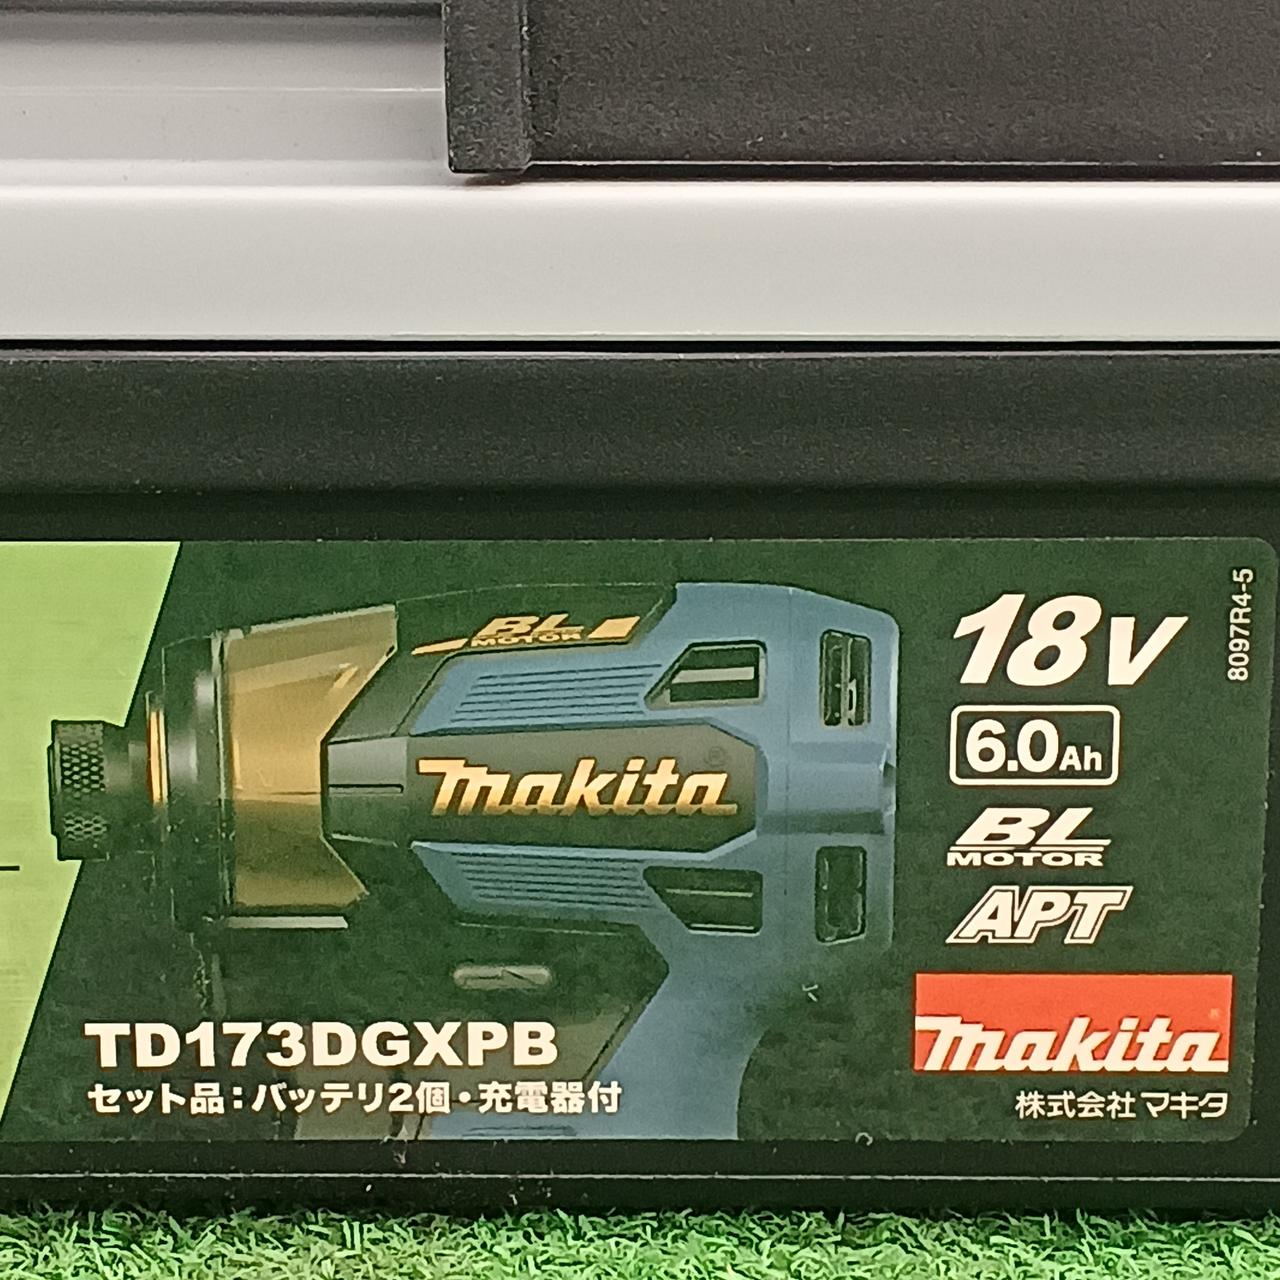 BL
MOTOR
makita
18V
6.0Ah
BL
MOTOR
APT
8097R4-5
TD173DGXPB
セット品：バッテリ2個・充電器付
makita
株式会社マキタ